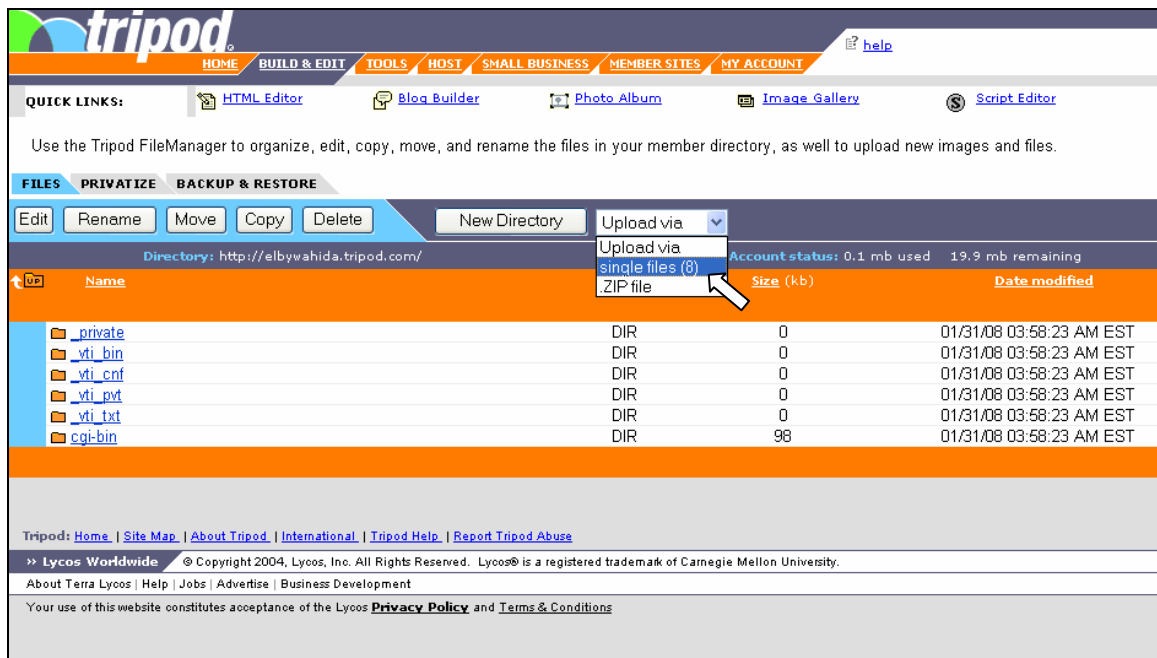 tripod®
help
HOME BUILD & EDIT TOOLS HOST SMALL BUSINESS MEMBER SITES MY ACCOUNT
QUICK LINKS: HTML Editor Blog Builder Photo Album Image Gallery Script Editor
Use the Tripod FileManager to organize, edit, copy, move, and rename the files in your member directory, as well to upload new images and files.
FILES PRIVATIZE BACKUP & RESTORE
Edit Rename Move Copy Delete New Directory Upload via
Upload via
single files (8)
.ZIP file
Directory: http://elbywahida.tripod.com/ Account status: 0.1 mb used 19.9 mb remaining
UP Name Size (kb) Date modified
_private DIR 0 01/31/08 03:58:23 AM EST
_vti_bin DIR 0 01/31/08 03:58:23 AM EST
_vti_cnf DIR 0 01/31/08 03:58:23 AM EST
_vti_pvt DIR 0 01/31/08 03:58:23 AM EST
_vti_txt DIR 0 01/31/08 03:58:23 AM EST
cgi-bin DIR 98 01/31/08 03:58:23 AM EST
Tripod: Home | Site Map | About Tripod | International | Tripod Help | Report Tripod Abuse
» Lycos Worldwide © Copyright 2004, Lycos, Inc. All Rights Reserved. Lycos® is a registered trademark of Carnegie Mellon University.
About Terra Lycos | Help | Jobs | Advertise | Business Development
Your use of this website constitutes acceptance of the Lycos Privacy Policy and Terms & Conditions